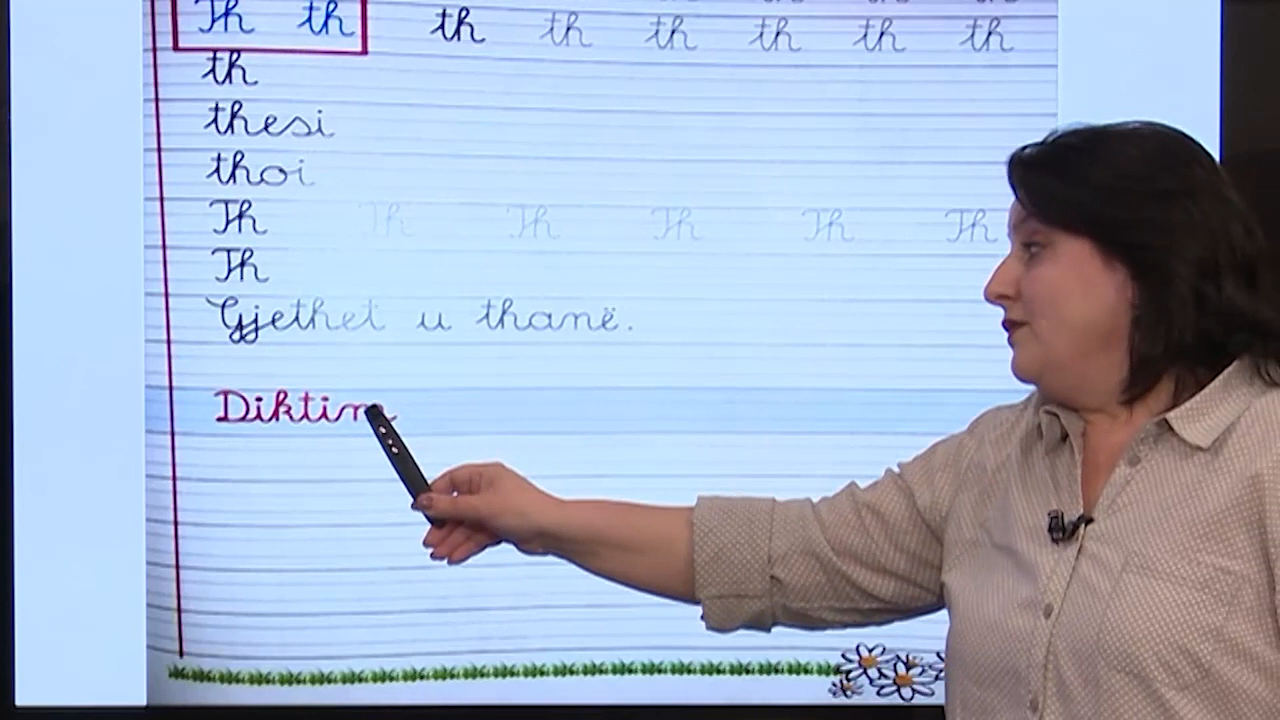 Th th th th th th th th
th
thesi
thoi
Th Th Th Th Th Th
Th
Gjethet u thanë.
Diktim